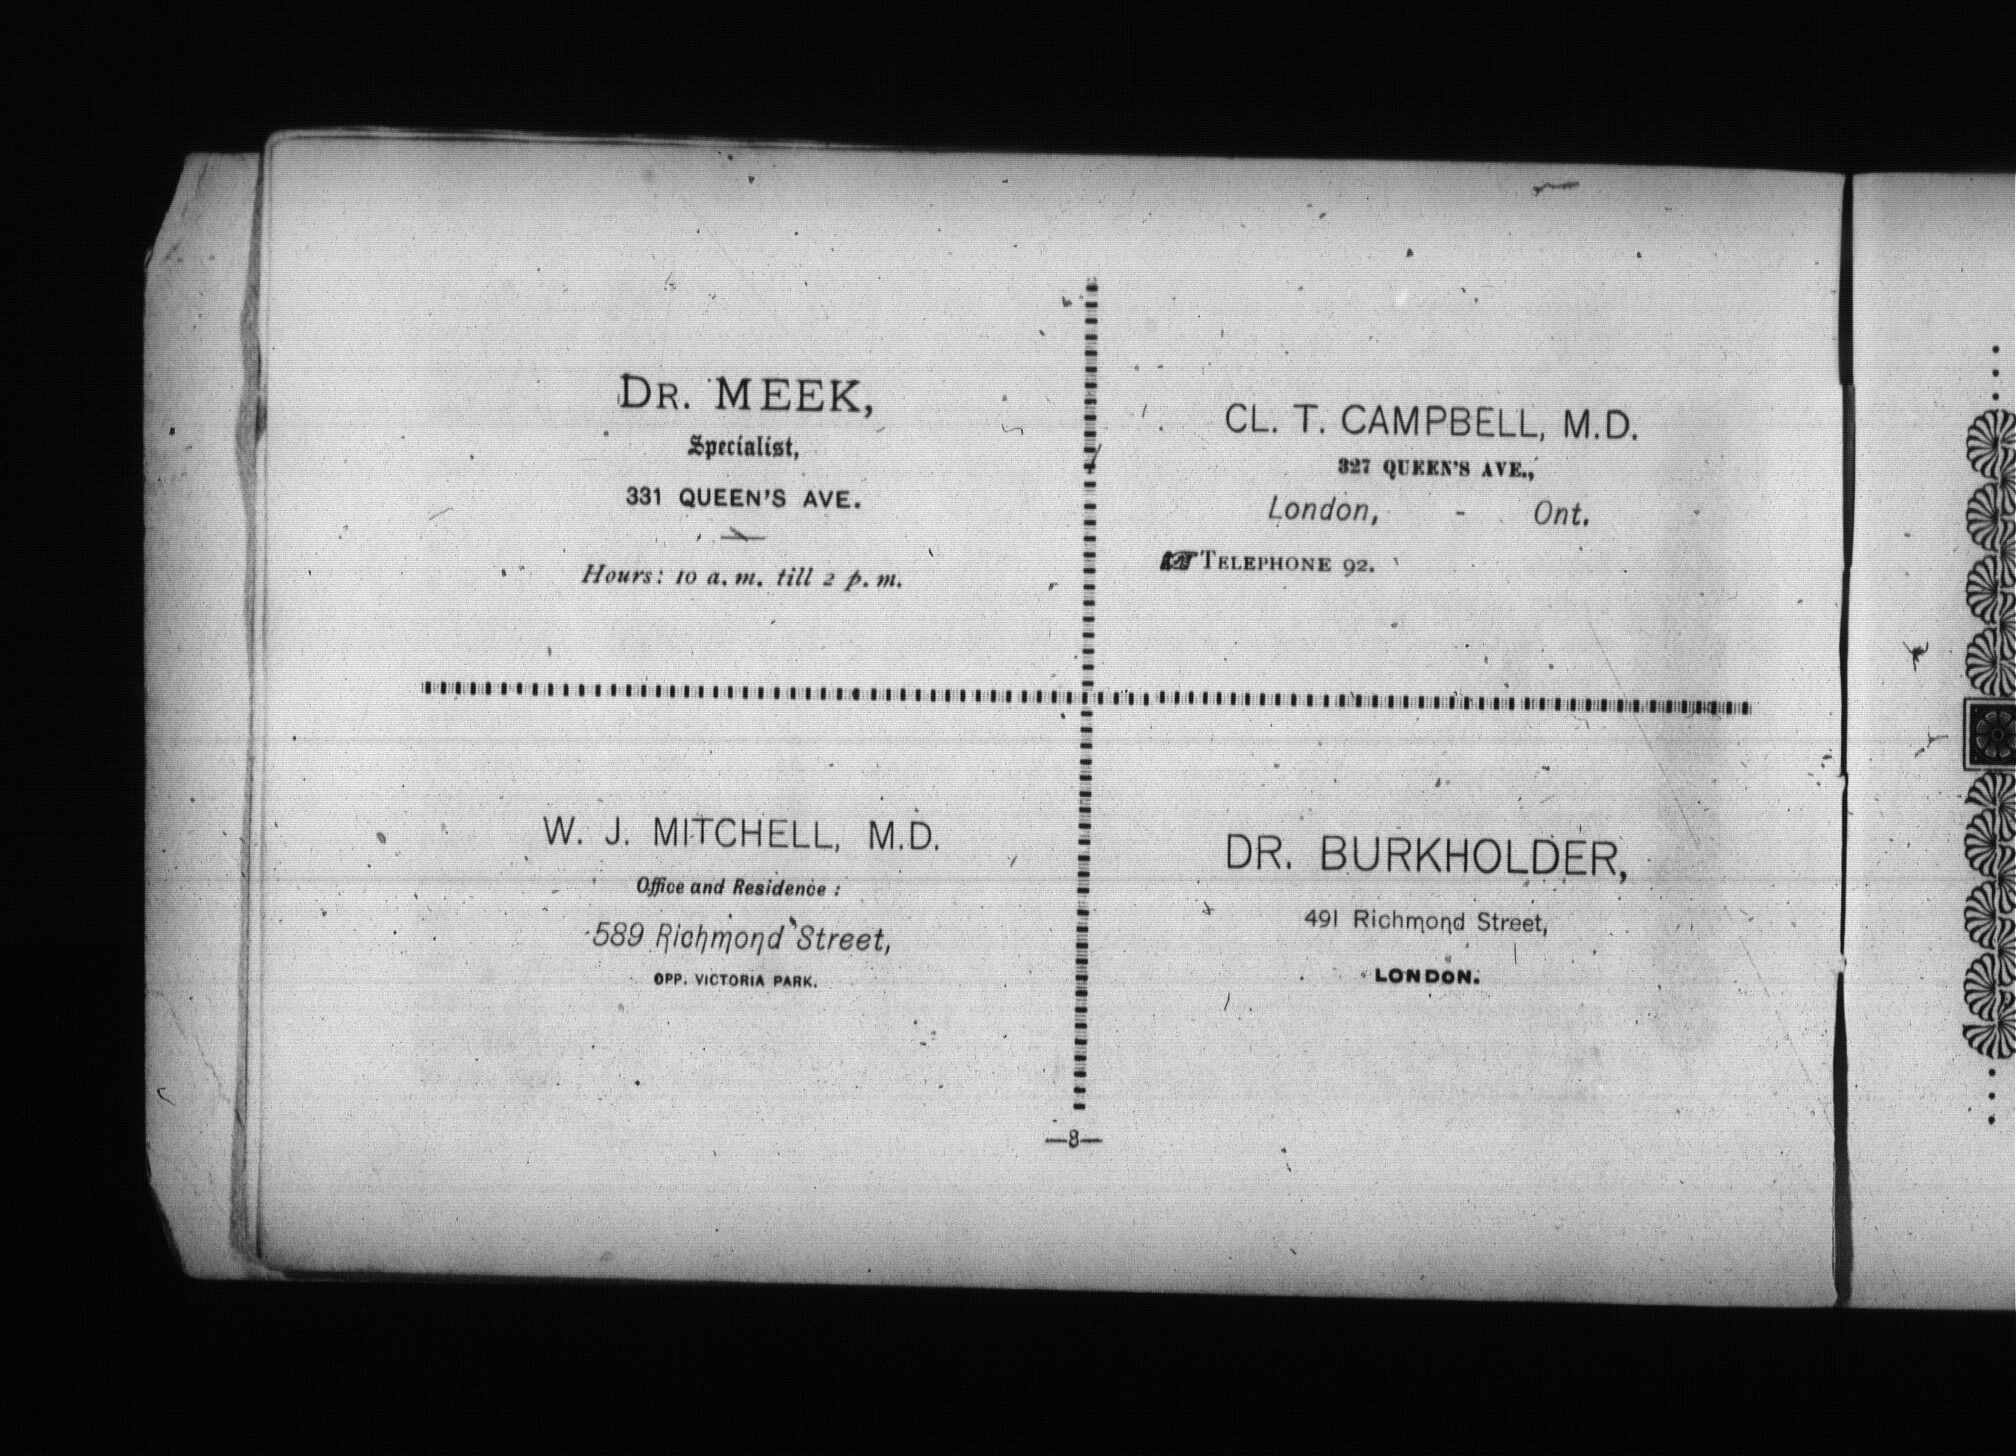 DR. MEEK,
Specialist,
331 QUEEN'S AVE.
Hours: 10 a. m. till 2 p. m.
CL. T. CAMPBELL, M.D.
327 QUEEN'S AVE.,
London, - Ont.
TELEPHONE 92.
W. J. MITCHELL, M.D.
Office and Residence :
589 Richmond Street,
OPP. VICTORIA PARK.
DR. BURKHOLDER,
491 Richmond Street,
LONDON.
—8—